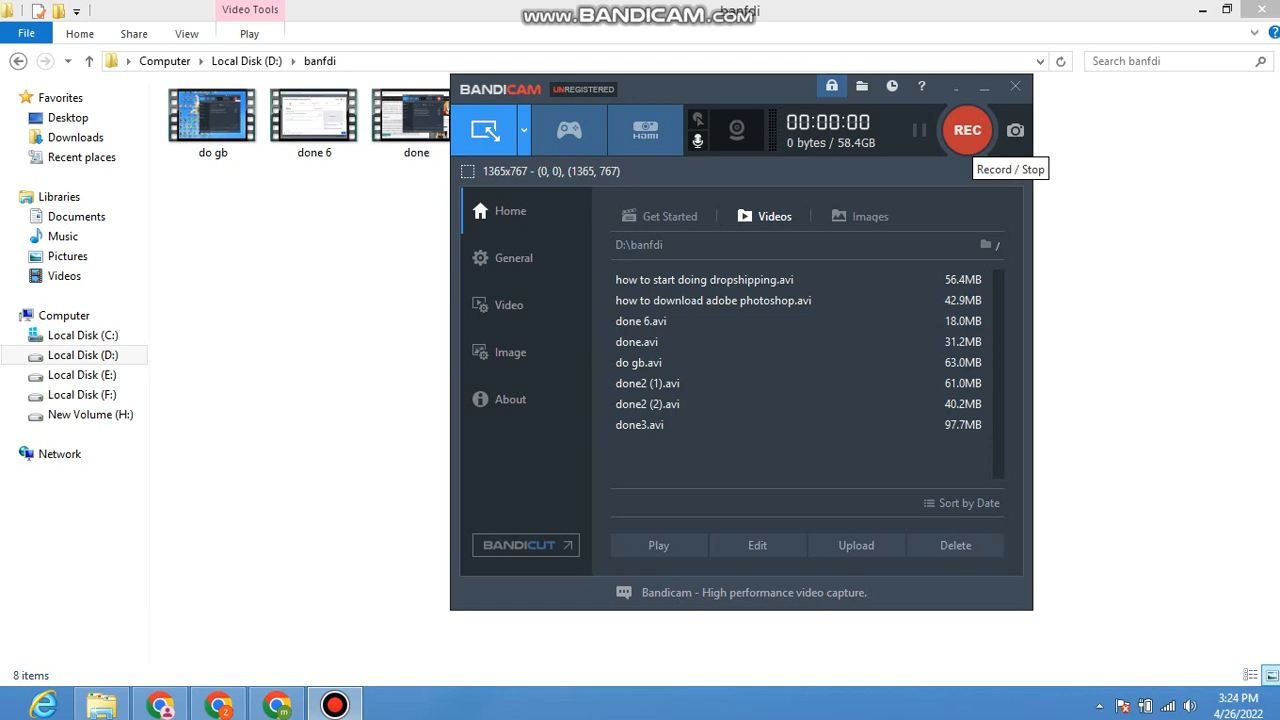 Video Tools
www.BANDICAM.com
banfdi
File
Home
Share
View
Play
Computer
Local Disk (D:)
banfdi
Search banfdi
Favorites
Desktop
Downloads
Recent places
Libraries
Documents
Music
Pictures
Videos
Computer
Local Disk (C:)
Local Disk (D:)
Local Disk (E:)
Local Disk (F:)
New Volume (H:)
Network
do gb
done 6
done
BANDICAM UNREGISTERED
?
HDMI
00:00:00
0 bytes / 58.4GB
REC
Record / Stop
1365x767 - (0, 0), (1365, 767)
Home
General
Video
Image
About
BANDICUT
Get Started
Videos
Images
D:\banfdi
how to start doing dropshipping.avi 56.4MB
how to download adobe photoshop.avi 42.9MB
done 6.avi 18.0MB
done.avi 31.2MB
do gb.avi 63.0MB
done2 (1).avi 61.0MB
done2 (2).avi 40.2MB
done3.avi 97.7MB
Sort by Date
Play
Edit
Upload
Delete
Bandicam - High performance video capture.
8 items
3:24 PM
4/26/2022